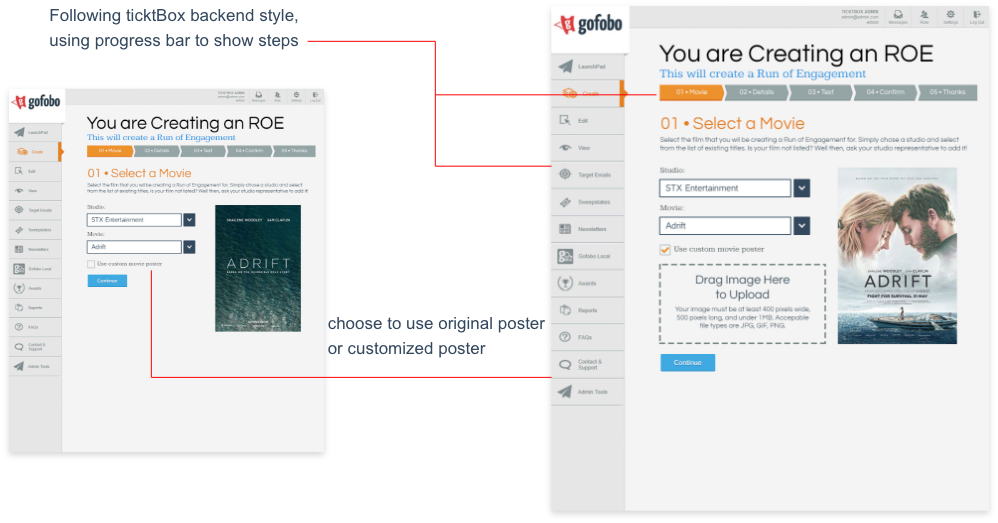 Following ticktBox backend style,
using progress bar to show steps
gofobo
TICKTBOX ADMIN
admin@admin.com
admin
Messages
Role
Settings
Log Out
LaunchPad
Create
Edit
View
Target Emails
Sweepstakes
Newsletters
Gofobo Local
Awards
Reports
FAQs
Contact &
Support
Admin Tools
You are Creating an ROE
This will create a Run of Engagement
01 • Movie
02 • Details
03 • Text
04 • Confirm
05 • Thanks
01 • Select a Movie
Select the film that you will be creating a Run of Engagement for. Simply chose a studio and select
from the list of existing titles. Is your film not listed? Well then, ask your studio representative to add it!
Studio:
STX Entertainment
Movie:
Adrift
Use custom movie poster
Continue
SHAILENE WOODLEY SAM CLAFLIN
ADRIFT
BASED ON THE INCREDIBLE TRUE STORY
choose to use original poster
or customized poster
gofobo
TICKTBOX ADMIN
admin@admin.com
admin
Messages
Role
Settings
Log Out
LaunchPad
Create
Edit
View
Target Emails
Sweepstakes
Newsletters
Gofobo Local
Awards
Reports
FAQs
Contact &
Support
Admin Tools
You are Creating an ROE
This will create a Run of Engagement
01 • Movie
02 • Details
03 • Text
04 • Confirm
05 • Thanks
01 • Select a Movie
Select the film that you will be creating a Run of Engagement for. Simply chose a studio and select
from the list of existing titles. Is your film not listed? Well then, ask your studio representative to add it!
Studio:
STX Entertainment
Movie:
Adrift
Use custom movie poster
Drag Image Here
to Upload
Your image must be at least 400 pixels wide,
500 pixels long, and under 1MB. Acceptable
file types are JPG, GIF, PNG.
Continue
BASED ON THE INCREDIBLE TRUE STORY
SHAILENE WOODLEY SAM CLAFLIN
ADRIFT